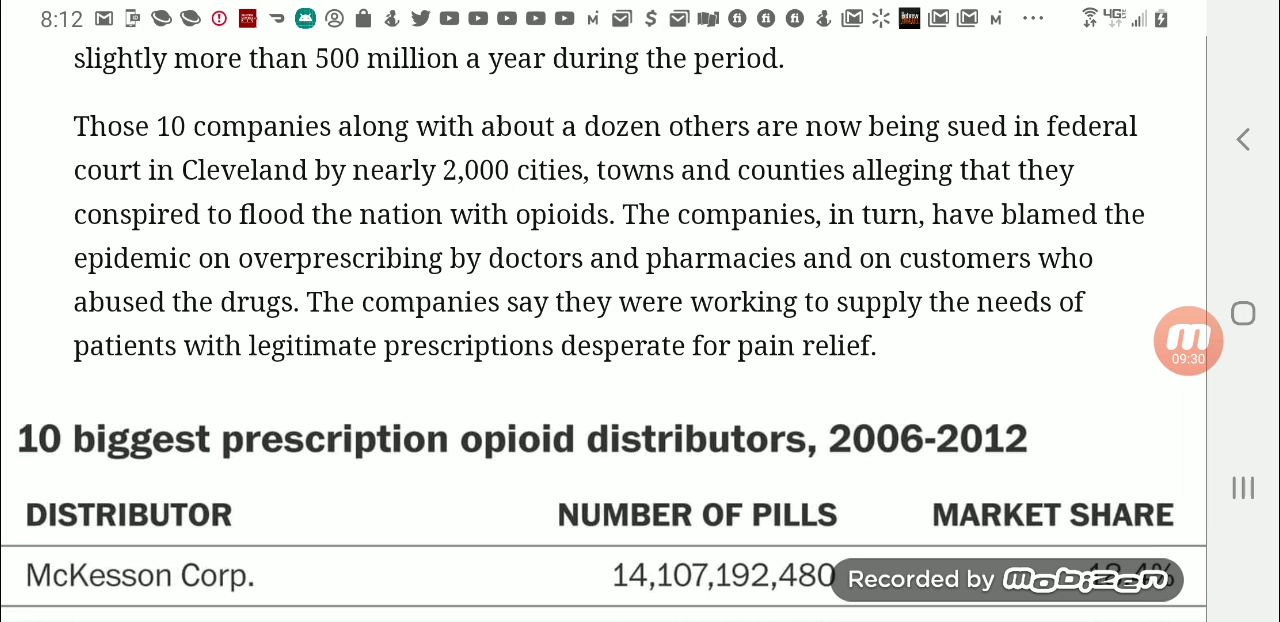 8:12
4G
slightly more than 500 million a year during the period.
Those 10 companies along with about a dozen others are now being sued in federal
court in Cleveland by nearly 2,000 cities, towns and counties alleging that they
conspired to flood the nation with opioids. The companies, in turn, have blamed the
epidemic on overprescribing by doctors and pharmacies and on customers who
abused the drugs. The companies say they were working to supply the needs of
patients with legitimate prescriptions desperate for pain relief.
09:30
10 biggest prescription opioid distributors, 2006-2012
DISTRIBUTOR NUMBER OF PILLS MARKET SHARE
McKesson Corp. 14,107,192,480
Recorded by mobizen